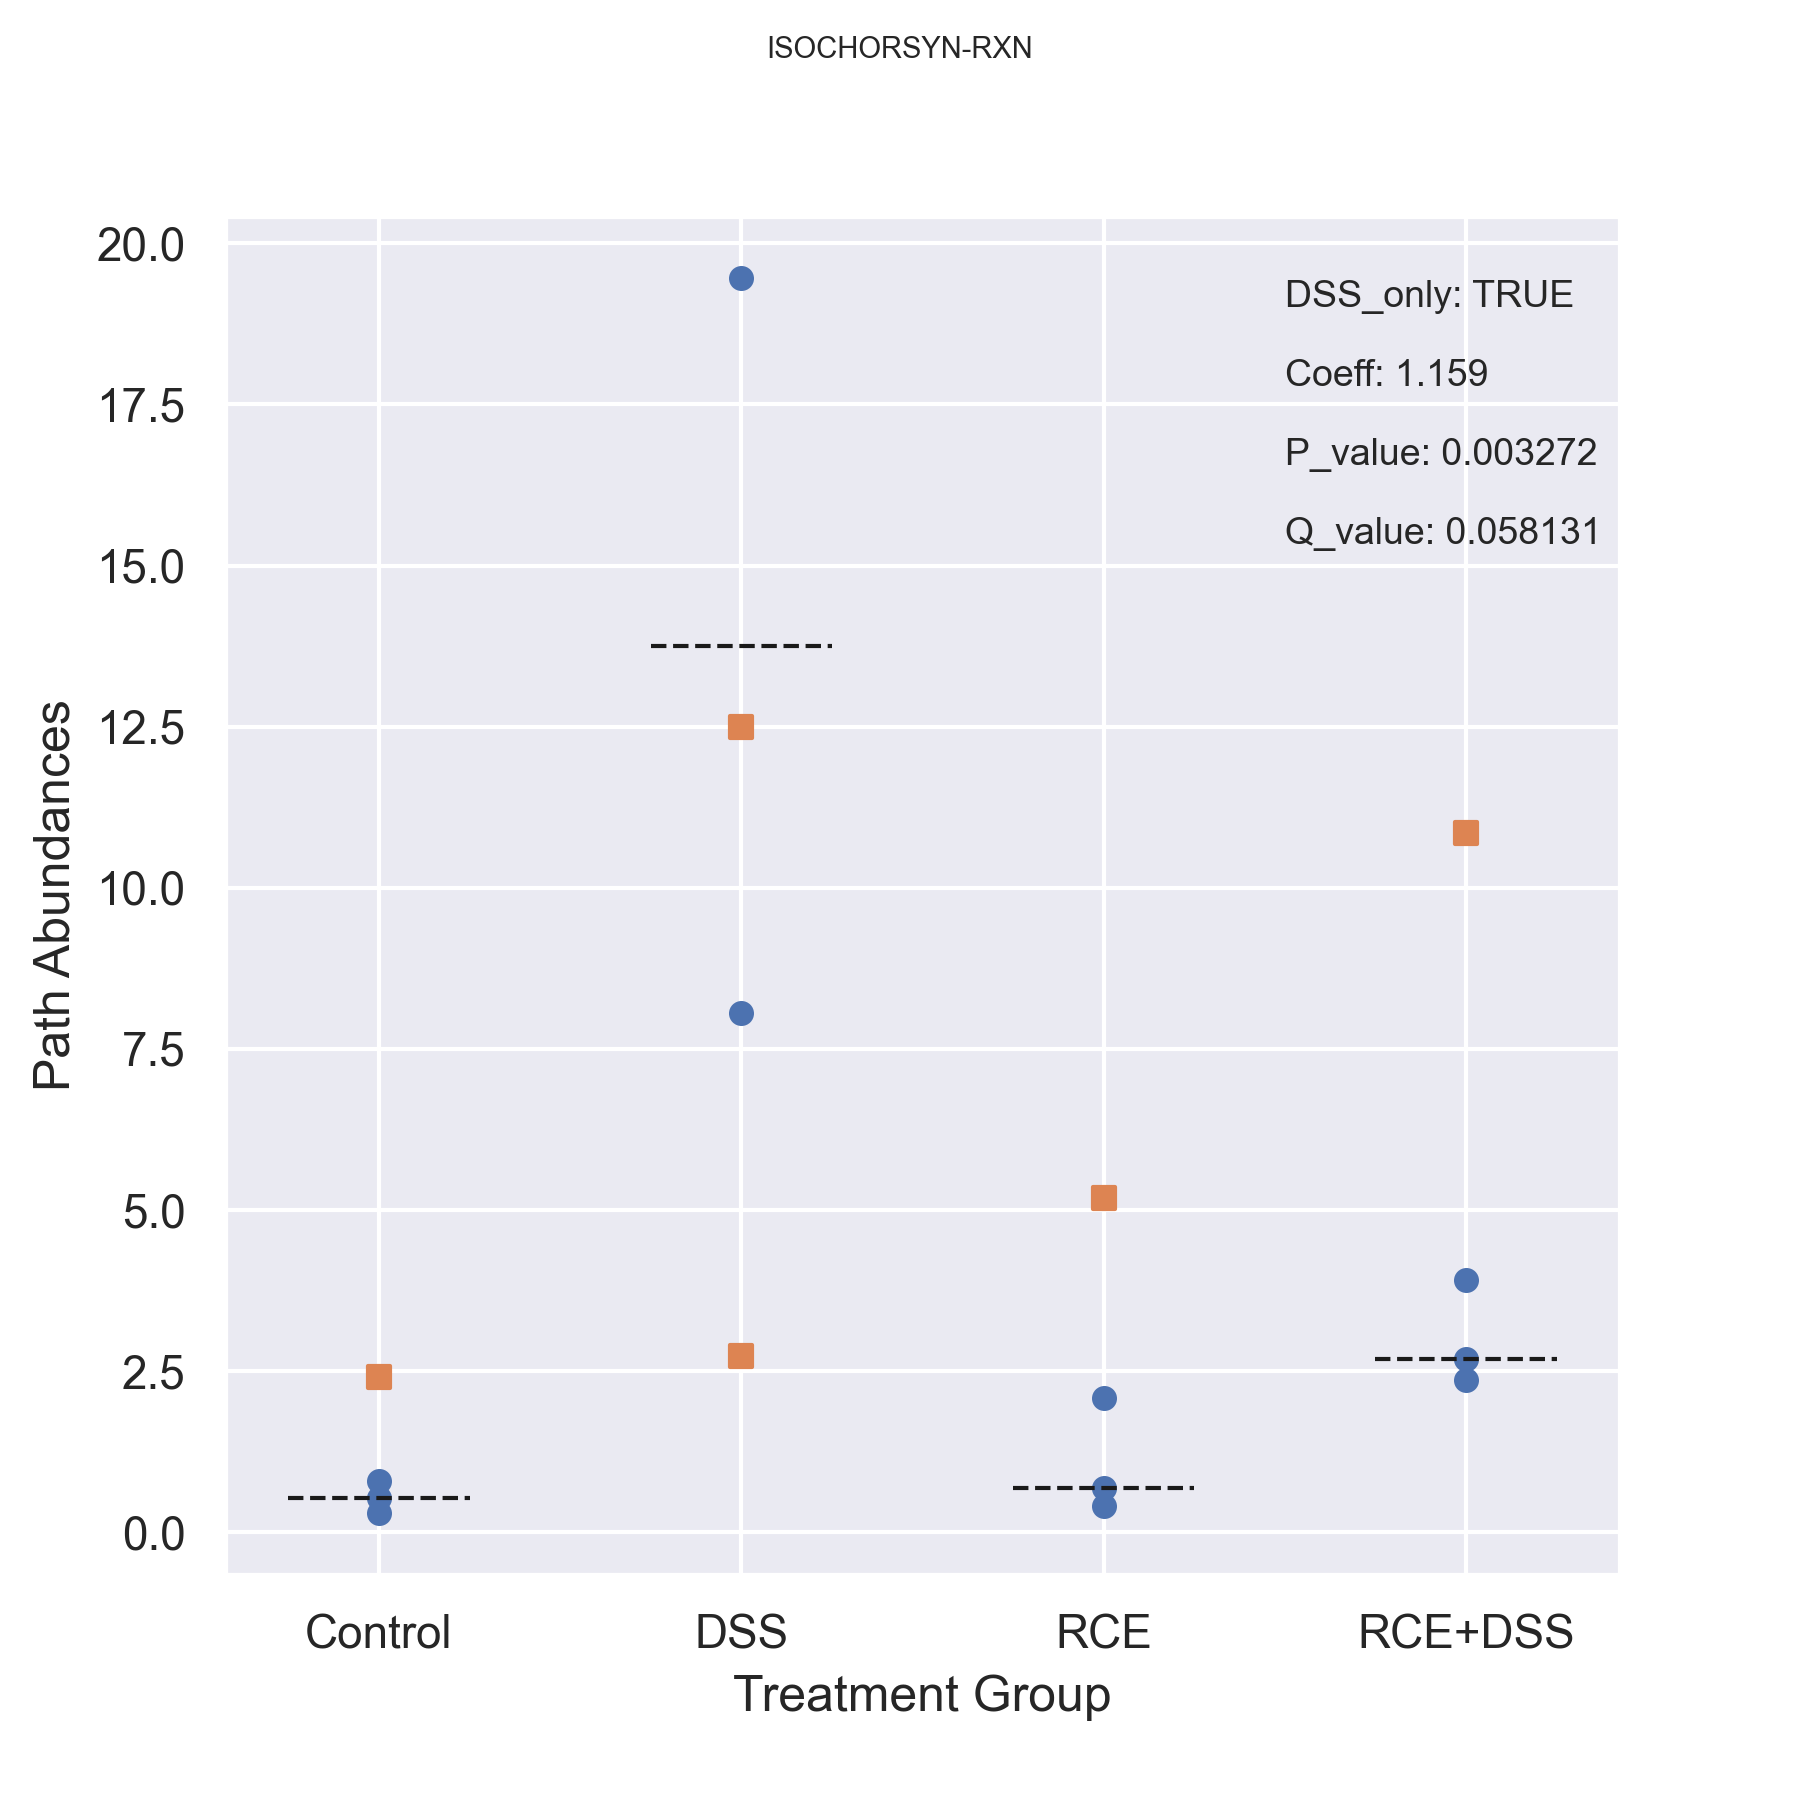 ISOCHORSYN-RXN
20.0
17.5
15.0
12.5
10.0
7.5
5.0
2.5
0.0
Path Abundances
DSS_only: TRUE
Coeff: 1.159
P_value: 0.003272
Q_value: 0.058131
Control DSS RCE RCE+DSS
Treatment Group